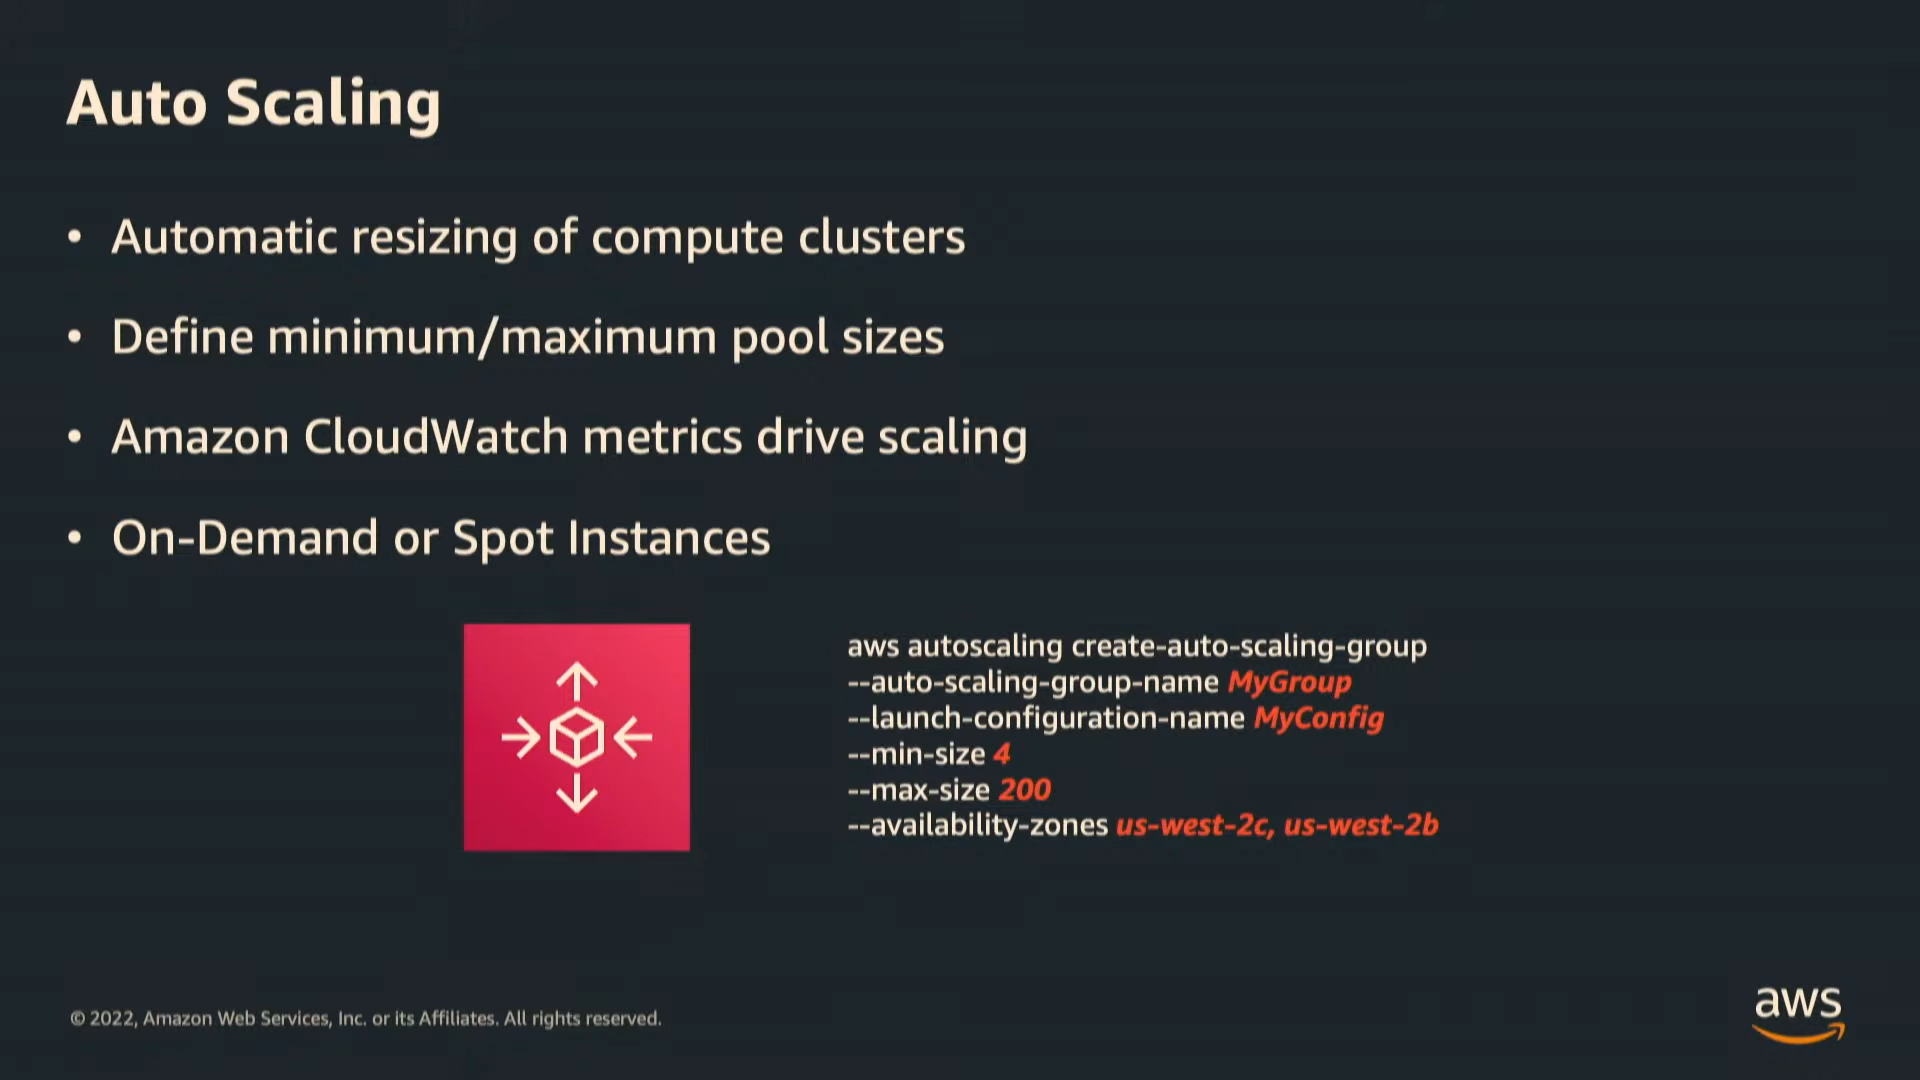 Auto Scaling
• Automatic resizing of compute clusters
• Define minimum/maximum pool sizes
• Amazon CloudWatch metrics drive scaling
• On-Demand or Spot Instances
aws autoscaling create-auto-scaling-group
--auto-scaling-group-name MyGroup
--launch-configuration-name MyConfig
--min-size 4
--max-size 200
--availability-zones us-west-2c, us-west-2b
© 2022, Amazon Web Services, Inc. or its Affiliates. All rights reserved.
aws